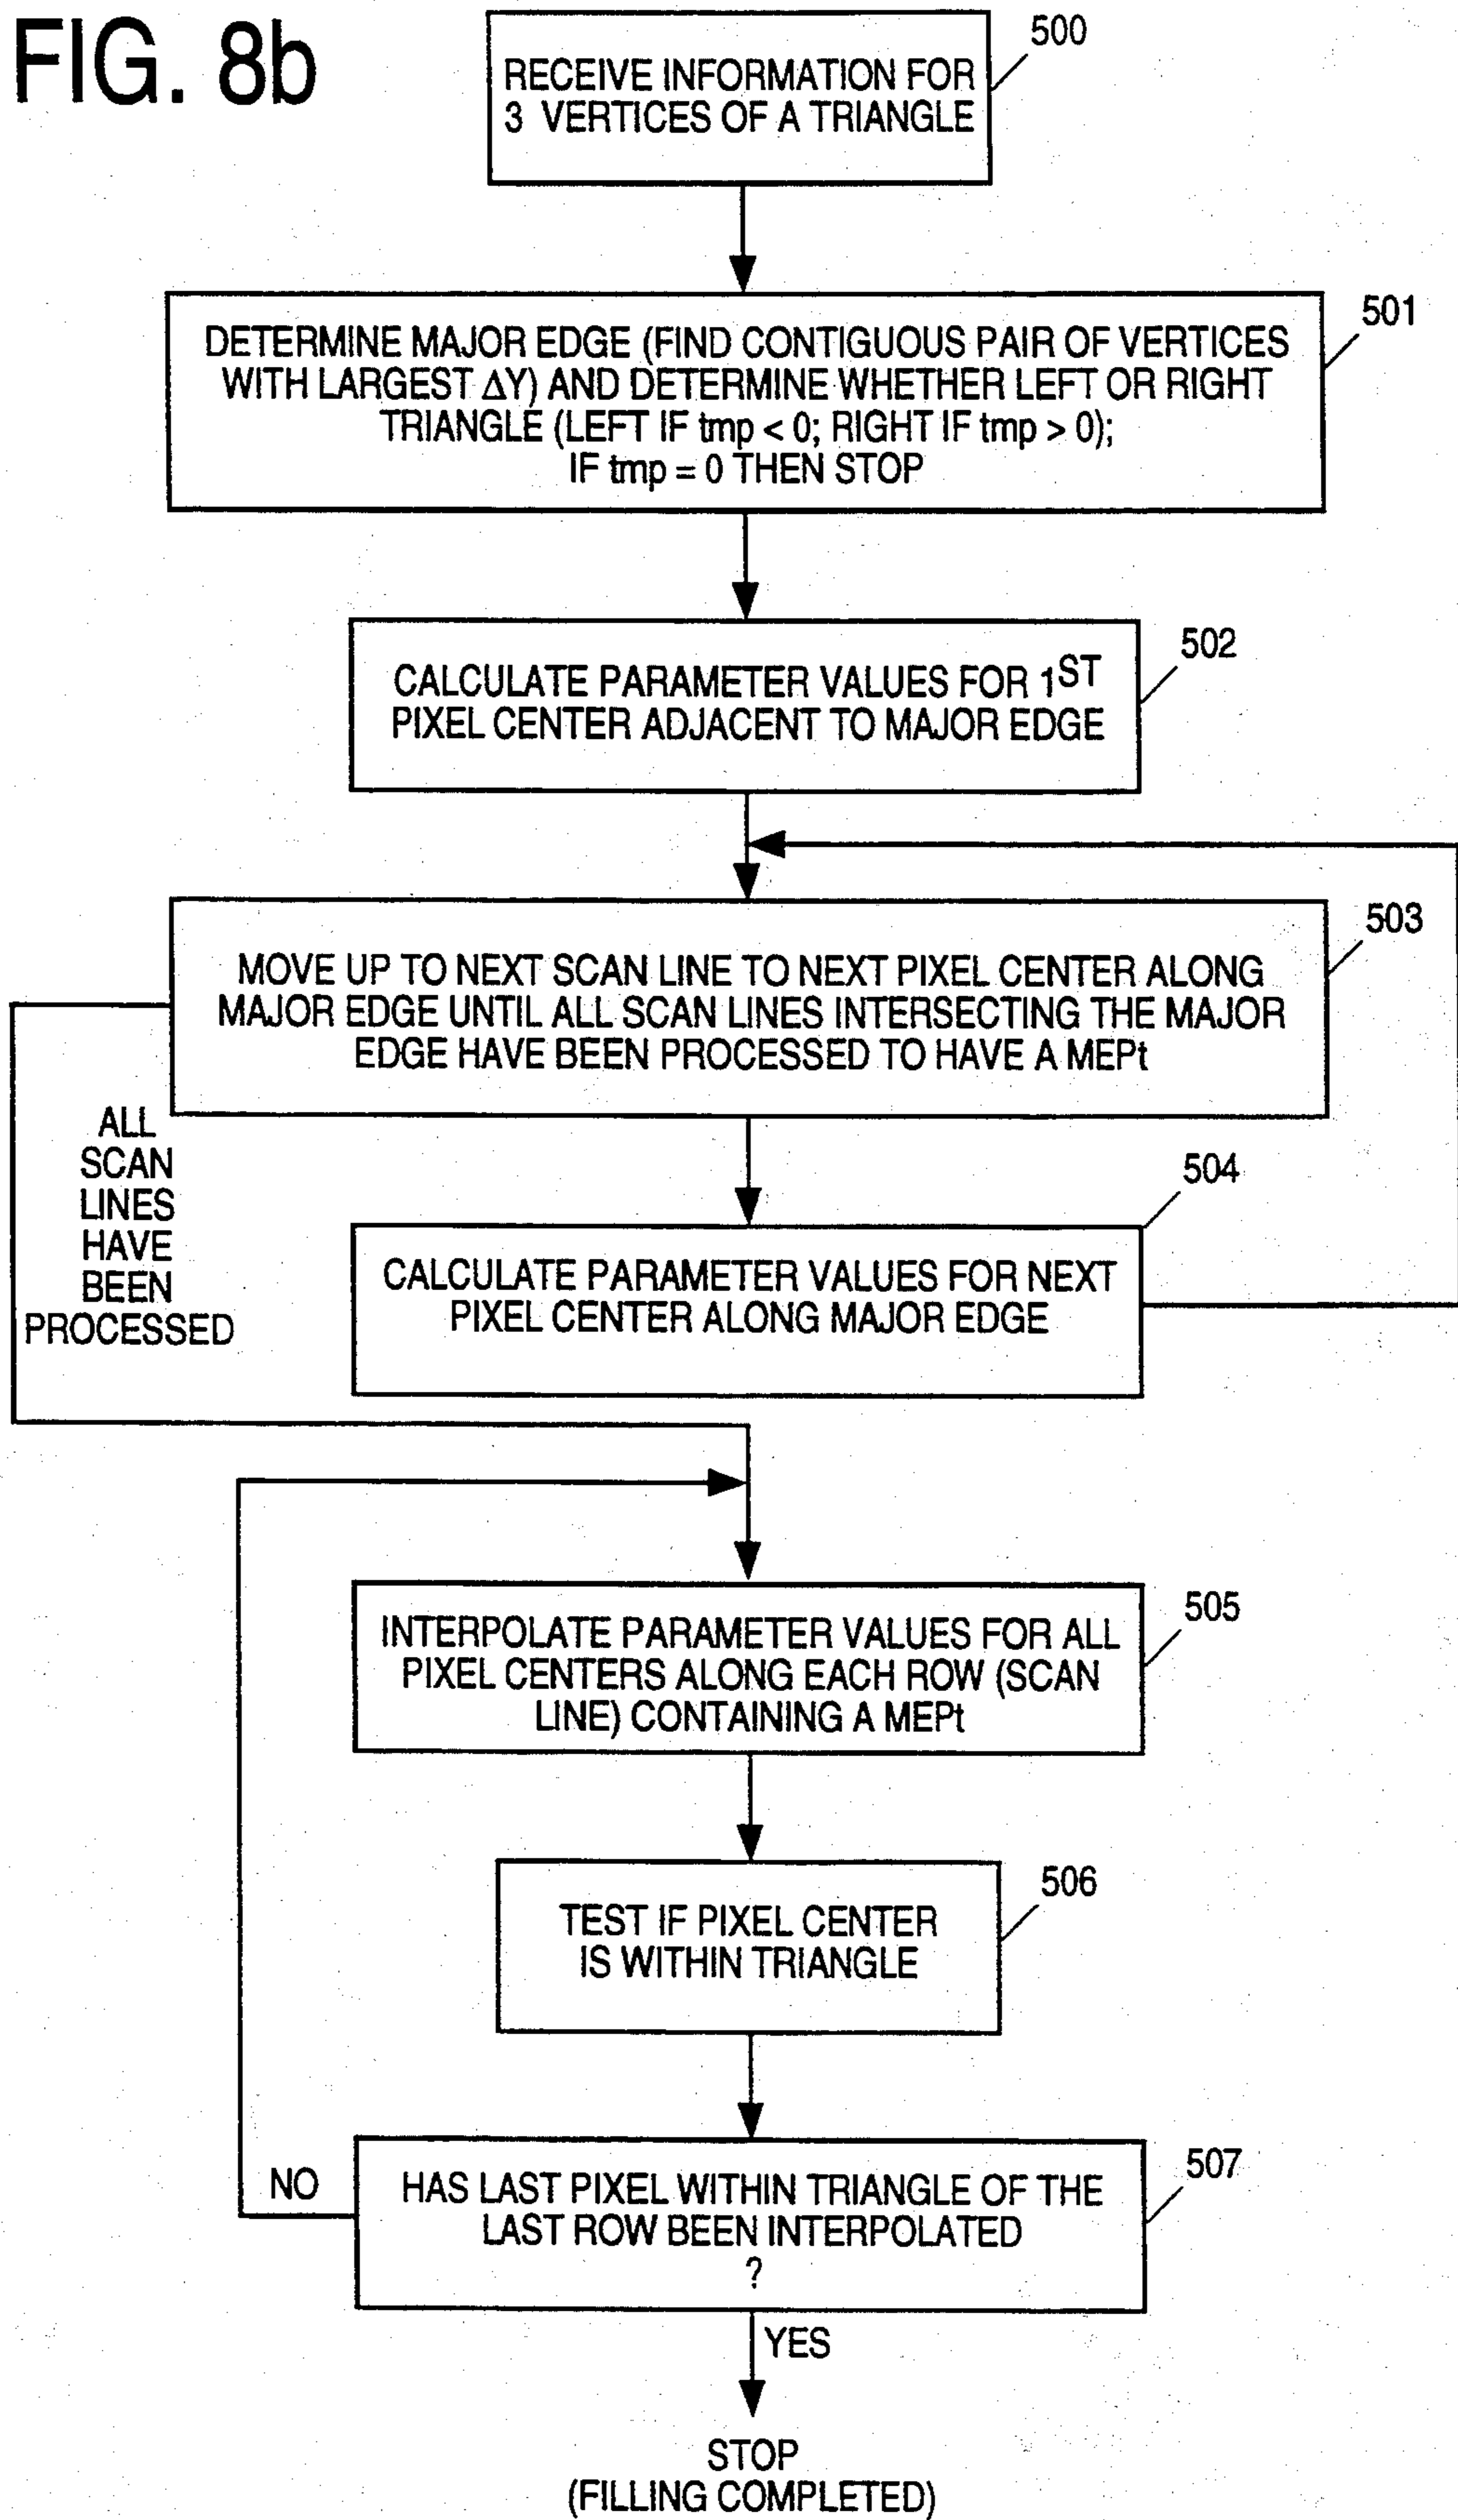 FIG. 8b
500
RECEIVE INFORMATION FOR
3 VERTICES OF A TRIANGLE
501
DETERMINE MAJOR EDGE (FIND CONTIGUOUS PAIR OF VERTICES
WITH LARGEST ΔY) AND DETERMINE WHETHER LEFT OR RIGHT
TRIANGLE (LEFT IF tmp < 0; RIGHT IF tmp > 0);
IF tmp = 0 THEN STOP
502
CALCULATE PARAMETER VALUES FOR 1ST
PIXEL CENTER ADJACENT TO MAJOR EDGE
503
MOVE UP TO NEXT SCAN LINE TO NEXT PIXEL CENTER ALONG
MAJOR EDGE UNTIL ALL SCAN LINES INTERSECTING THE MAJOR
EDGE HAVE BEEN PROCESSED TO HAVE A MEPt
ALL
SCAN
LINES
HAVE
BEEN
PROCESSED
504
CALCULATE PARAMETER VALUES FOR NEXT
PIXEL CENTER ALONG MAJOR EDGE
505
INTERPOLATE PARAMETER VALUES FOR ALL
PIXEL CENTERS ALONG EACH ROW (SCAN
LINE) CONTAINING A MEPt
506
TEST IF PIXEL CENTER
IS WITHIN TRIANGLE
507
NO
HAS LAST PIXEL WITHIN TRIANGLE OF THE
LAST ROW BEEN INTERPOLATED
?
YES
STOP
(FILLING COMPLETED)